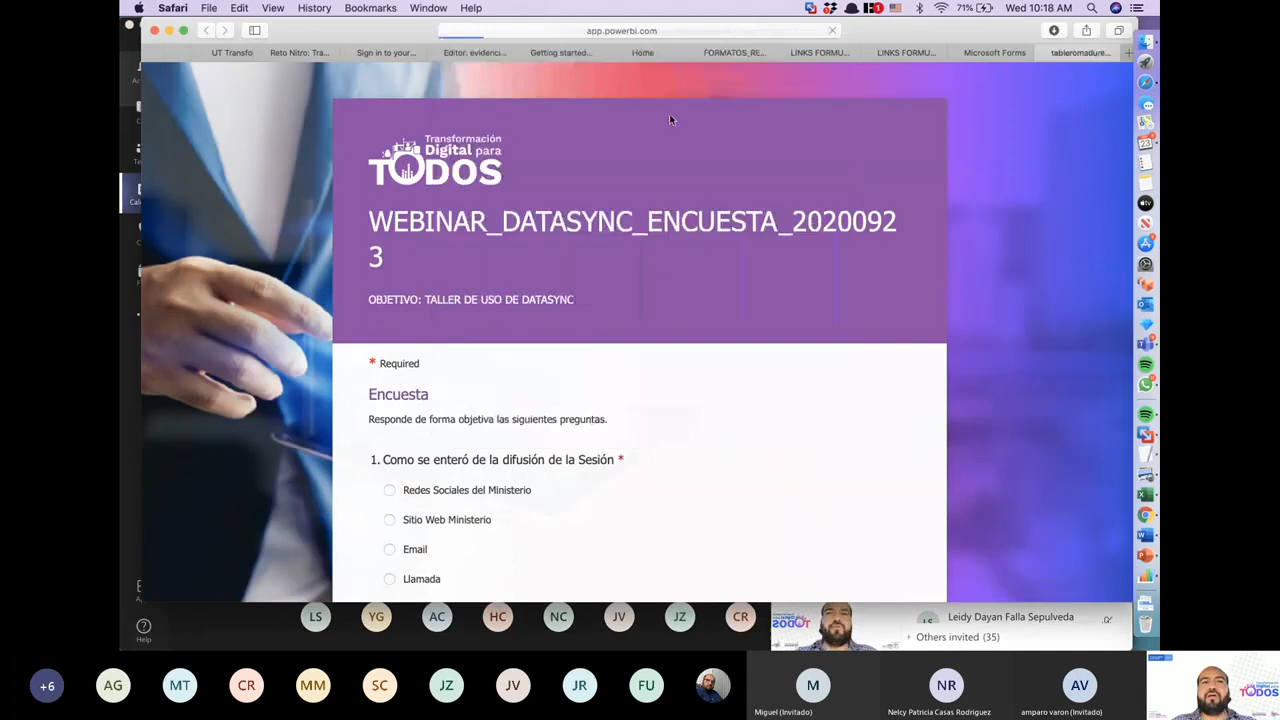 Safari File Edit View History Bookmarks Window Help 71% Wed 10:18 AM
app.powerbi.com
UT Transfo Reto Nitro: Tra... Sign in to your... Editor: evidenci... Getting started... Home FORMATOS_RE... LINKS FORMU... LINKS FORMU... Microsoft Forms tableromadure...
Transformación
Digital para
TODOS
WEBINAR_DATASYNC_ENCUESTA_2020092
3
OBJETIVO: TALLER DE USO DE DATASYNC
* Required
Encuesta
Responde de forma objetiva las siguientes preguntas.
1. Como se enteró de la difusión de la Sesión *
Redes Sociales del Ministerio
Sitio Web Ministerio
Email
Llamada
LS YG AC HC NC JV JZ CR
Leidy Dayan Falla Sepulveda
Others invited (35)
Help
+6 AG MT CR MM SC JZ JV JR FU M NR AV
Miguel (Invitado) Nelcy Patricia Casas Rodriguez amparo varon (Invitado)